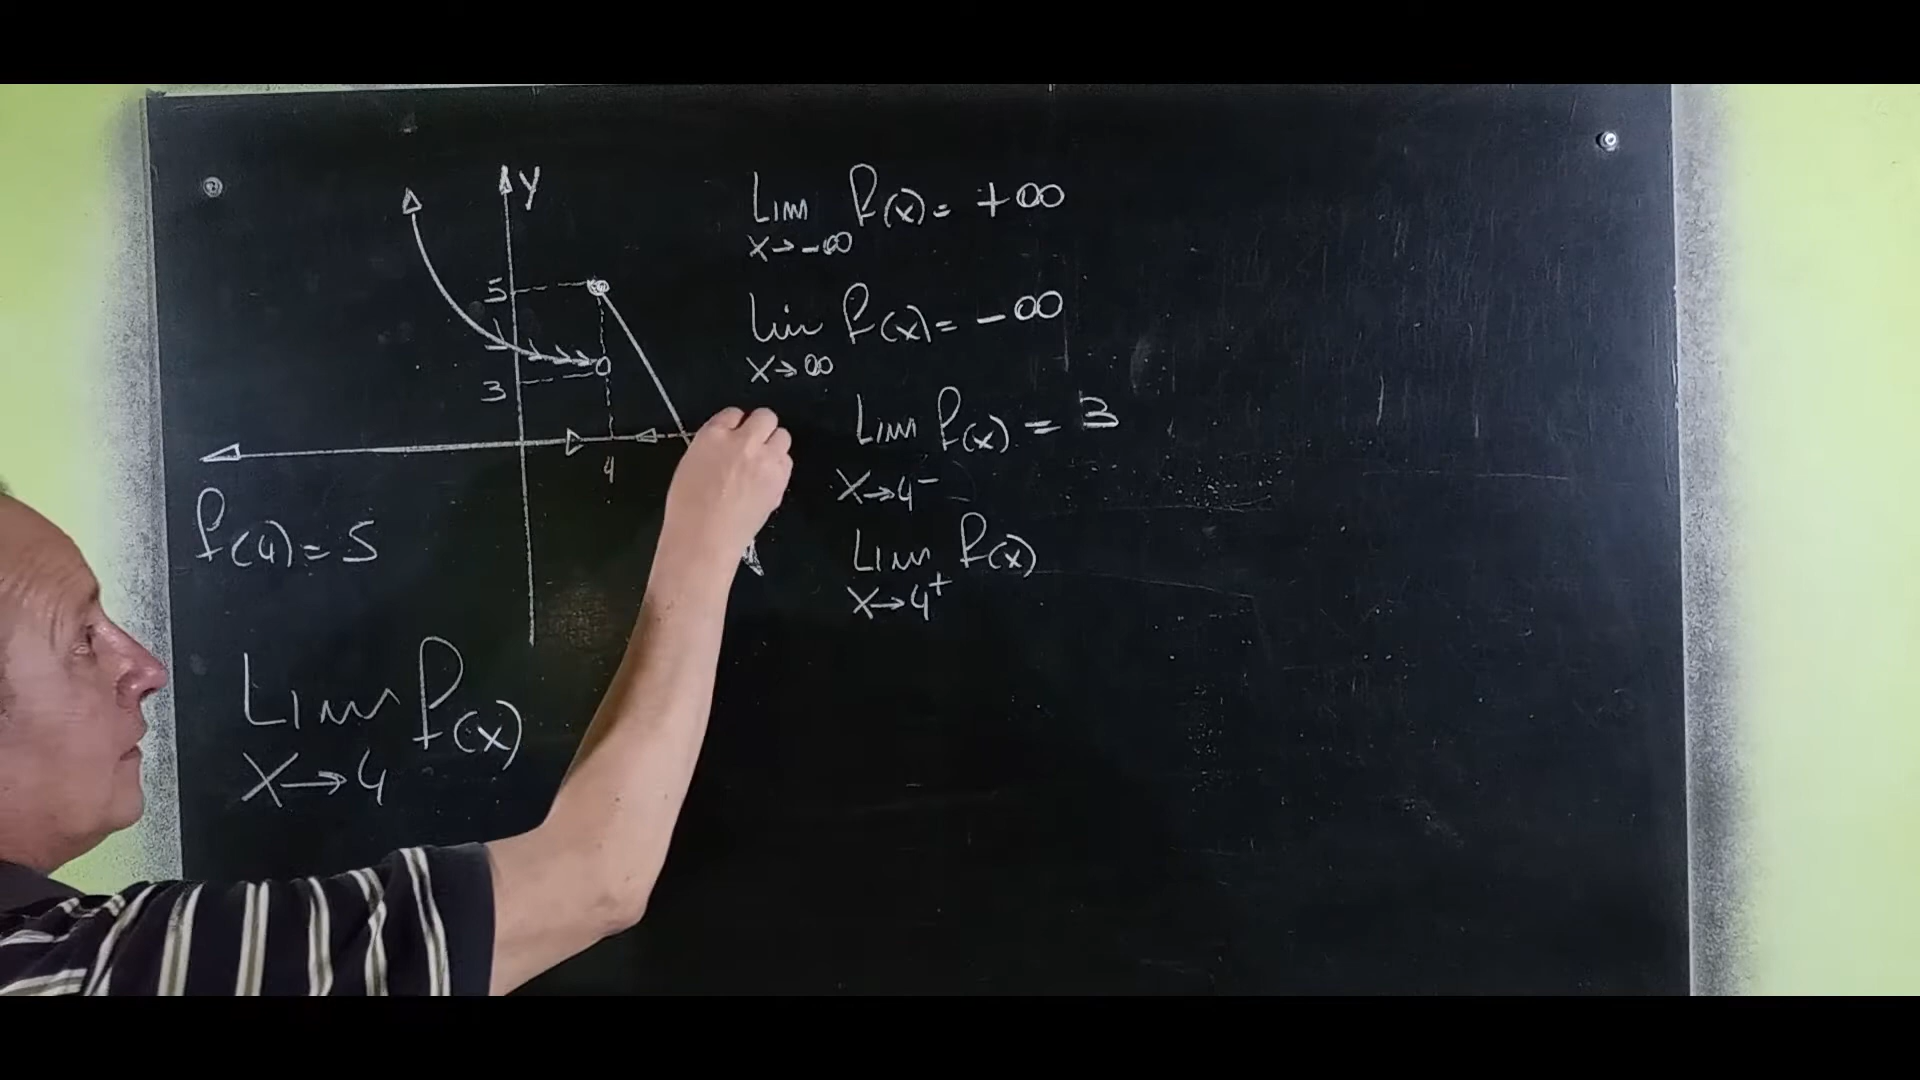 y
5
3
4
f(4) = 5
Lim f(x)
x→4
Lim f(x) = +∞
x→-∞
Lim f(x) = -∞
x→∞
Lim f(x) = 3
x→4⁻
Lim f(x)
x→4⁺